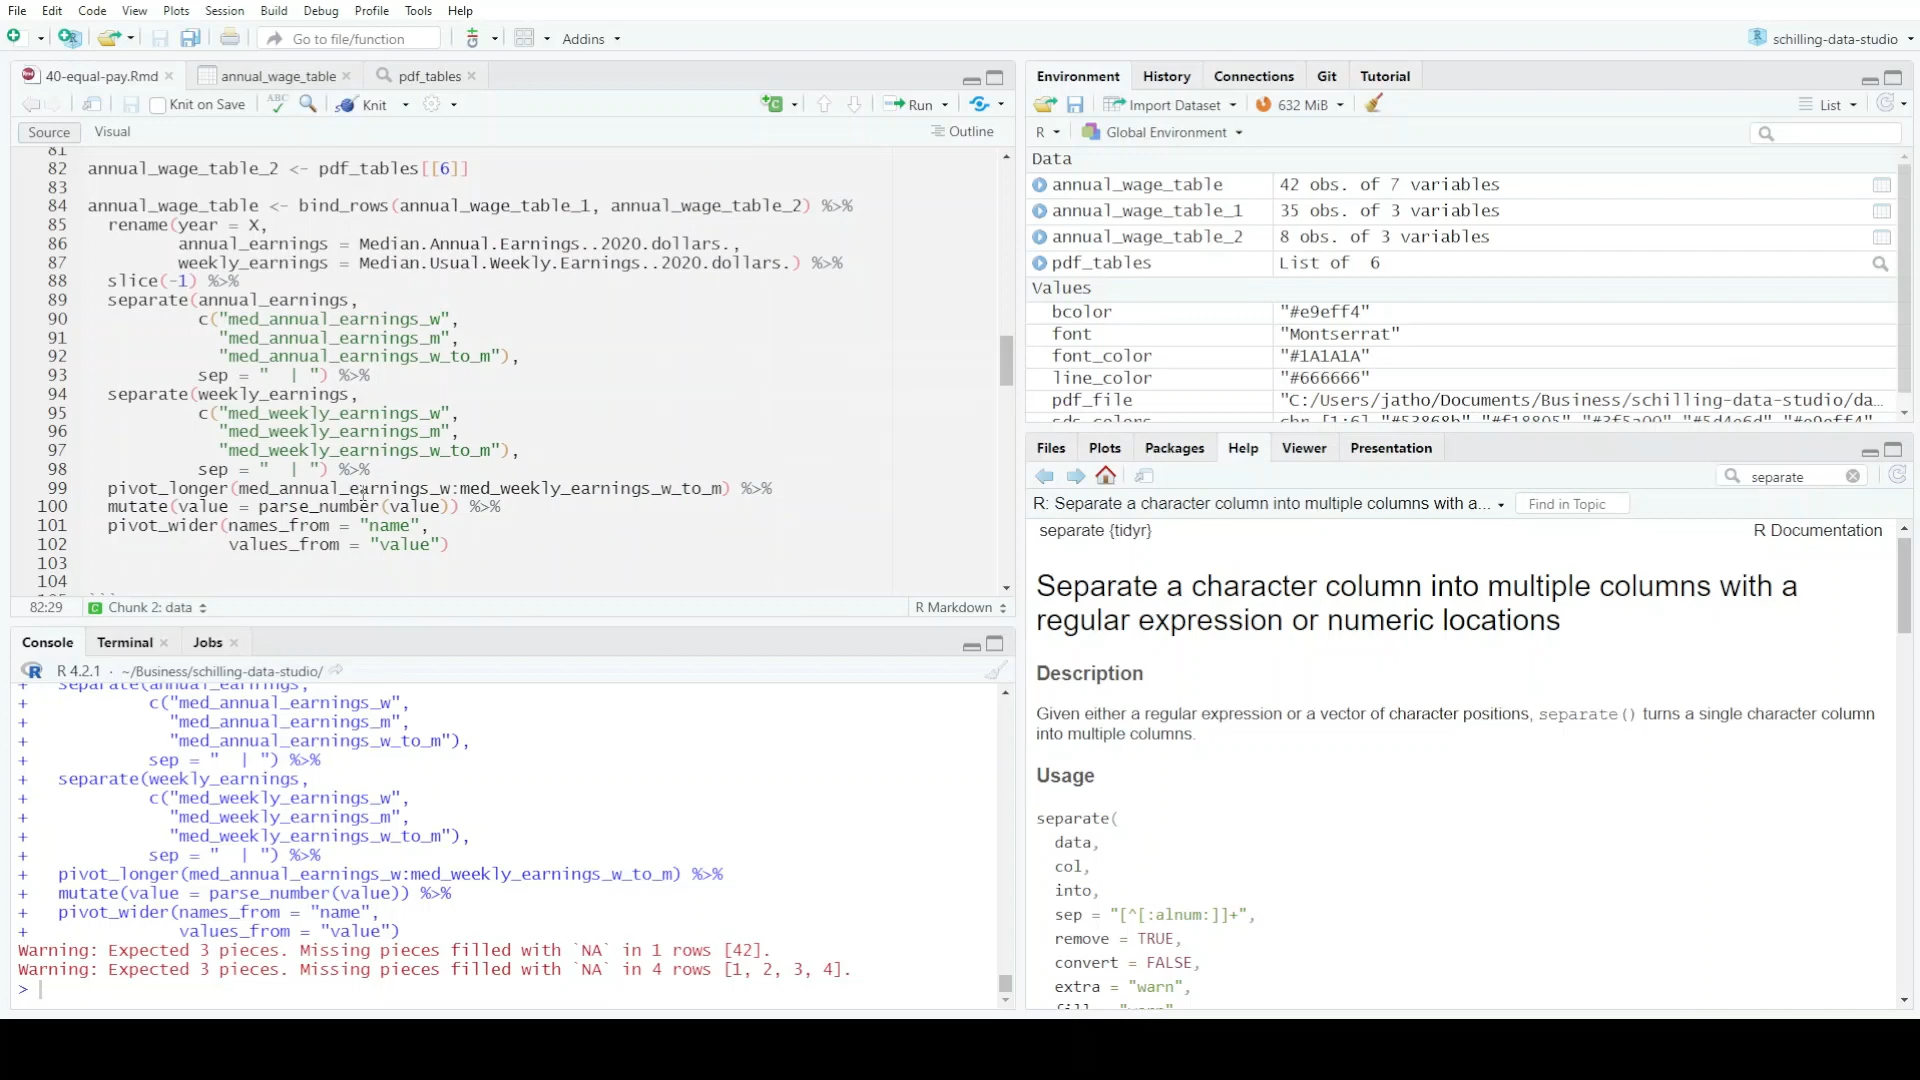 File Edit Code View Plots Session Build Debug Profile Tools Help
Go to file/function Addins schilling-data-studio
40-equal-pay.Rmd annual_wage_table pdf_tables
Knit on Save ABC Knit Run
Source Visual Outline
81
82 annual_wage_table_2 <- pdf_tables[[6]]
83
84 annual_wage_table <- bind_rows(annual_wage_table_1, annual_wage_table_2) %>%
85 rename(year = X,
86 annual_earnings = Median.Annual.Earnings..2020.dollars.,
87 weekly_earnings = Median.Usual.Weekly.Earnings..2020.dollars.) %>%
88 slice(-1) %>%
89 separate(annual_earnings,
90 c("med_annual_earnings_w",
91 "med_annual_earnings_m",
92 "med_annual_earnings_w_to_m"),
93 sep = "  | ") %>%
94 separate(weekly_earnings,
95 c("med_weekly_earnings_w",
96 "med_weekly_earnings_m",
97 "med_weekly_earnings_w_to_m"),
98 sep = "  | ") %>%
99 pivot_longer(med_annual_earnings_w:med_weekly_earnings_w_to_m) %>%
100 mutate(value = parse_number(value)) %>%
101 pivot_wider(names_from = "name",
102 values_from = "value")
103
104
82:29 Chunk 2: data R Markdown
Console Terminal Jobs
R 4.2.1 · ~/Business/schilling-data-studio/
separate(annual_earnings,
+ c("med_annual_earnings_w",
+ "med_annual_earnings_m",
+ "med_annual_earnings_w_to_m"),
+ sep = "  | ") %>%
+ separate(weekly_earnings,
+ c("med_weekly_earnings_w",
+ "med_weekly_earnings_m",
+ "med_weekly_earnings_w_to_m"),
+ sep = "  | ") %>%
+ pivot_longer(med_annual_earnings_w:med_weekly_earnings_w_to_m) %>%
+ mutate(value = parse_number(value)) %>%
+ pivot_wider(names_from = "name",
+ values_from = "value")
Warning: Expected 3 pieces. Missing pieces filled with `NA` in 1 rows [42].
Warning: Expected 3 pieces. Missing pieces filled with `NA` in 4 rows [1, 2, 3, 4].
>
Environment History Connections Git Tutorial
Import Dataset 632 MiB List
R Global Environment
Data
annual_wage_table 42 obs. of 7 variables
annual_wage_table_1 35 obs. of 3 variables
annual_wage_table_2 8 obs. of 3 variables
pdf_tables List of 6
Values
bcolor "#e9eff4"
font "Montserrat"
font_color "#1A1A1A"
line_color "#666666"
pdf_file "C:/Users/jatho/Documents/Business/schilling-data-studio/da…
Files Plots Packages Help Viewer Presentation
separate
R: Separate a character column into multiple columns with a... Find in Topic
separate {tidyr} R Documentation
Separate a character column into multiple columns with a
regular expression or numeric locations
Description
Given either a regular expression or a vector of character positions, separate() turns a single character column
into multiple columns.
Usage
separate(
data,
col,
into,
sep = "[^[:alnum:]]+",
remove = TRUE,
convert = FALSE,
extra = "warn",